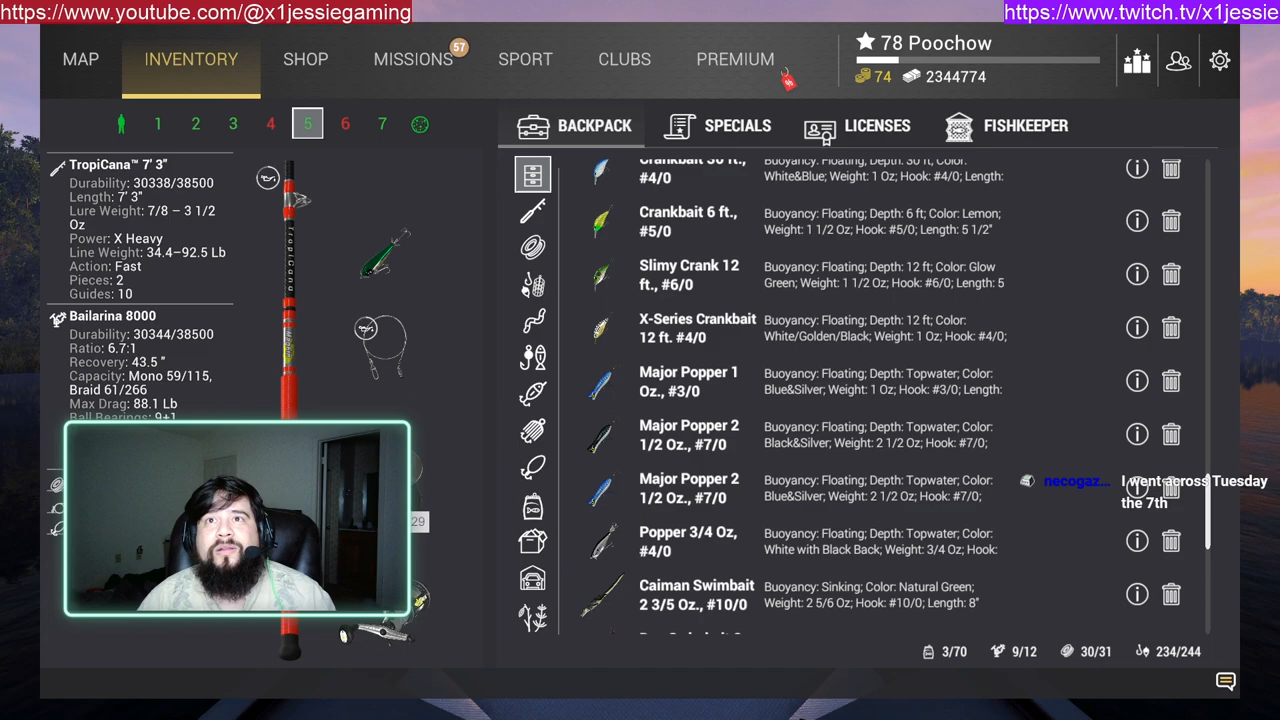 https://www.youtube.com/@x1jessiegaming
https://www.twitch.tv/x1jessie
MAP
INVENTORY
SHOP
MISSIONS
57
SPORT
CLUBS
PREMIUM
78 Poochow
74
2344774
1
2
3
4
5
6
7
BACKPACK
SPECIALS
LICENSES
FISHKEEPER
TropiCana™ 7' 3"
Durability: 30338/38500
Length: 7' 3"
Lure Weight: 7/8 – 3 1/2
Oz
Power: X Heavy
Line Weight: 34.4–92.5 Lb
Action: Fast
Pieces: 2
Guides: 10
Bailarina 8000
Durability: 30344/38500
Ratio: 6.7:1
Recovery: 43.5 "
Capacity: Mono 59/115,
Braid 61/266
Max Drag: 88.1 Lb
Ball Bearings: 9+1
TropiCana
29
Crankbait 30 ft.,
#4/0
Buoyancy: Floating; Depth: 30 ft; Color:
White&Blue; Weight: 1 Oz; Hook: #4/0; Length:
Crankbait 6 ft.,
#5/0
Buoyancy: Floating; Depth: 6 ft; Color: Lemon;
Weight: 1 1/2 Oz; Hook: #5/0; Length: 5 1/2"
Slimy Crank 12
ft., #6/0
Buoyancy: Floating; Depth: 12 ft; Color: Glow
Green; Weight: 1 1/2 Oz; Hook: #6/0; Length: 5
X-Series Crankbait
12 ft. #4/0
Buoyancy: Floating; Depth: 12 ft; Color:
White/Golden/Black; Weight: 1 Oz; Hook: #4/0;
Major Popper 1
Oz., #3/0
Buoyancy: Floating; Depth: Topwater; Color:
Blue&Silver; Weight: 1 Oz; Hook: #3/0; Length:
Major Popper 2
1/2 Oz., #7/0
Buoyancy: Floating; Depth: Topwater; Color:
Black&Silver; Weight: 2 1/2 Oz; Hook: #7/0;
Major Popper 2
1/2 Oz., #7/0
Buoyancy: Floating; Depth: Topwater; Color:
Blue&Silver; Weight: 2 1/2 Oz; Hook: #7/0;
necogaz... I went across Tuesday
the 7th
Popper 3/4 Oz,
#4/0
Buoyancy: Floating; Depth: Topwater; Color:
White with Black Back; Weight: 3/4 Oz; Hook:
Caiman Swimbait
2 3/5 Oz., #10/0
Buoyancy: Sinking; Color: Natural Green;
Weight: 2 5/6 Oz; Hook: #10/0; Length: 8"
3/70
9/12
30/31
234/244